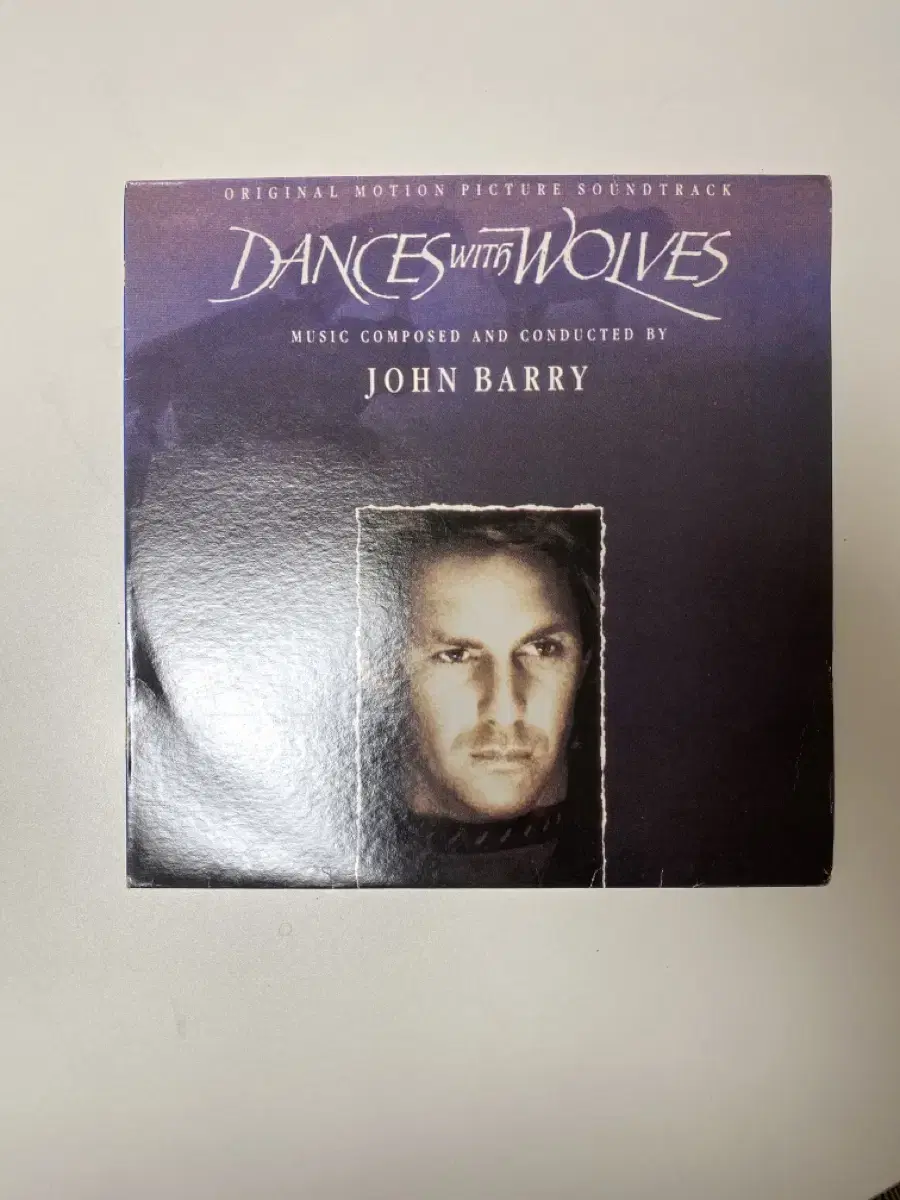 ORIGINAL MOTION PICTURE SOUNDTRACK
DANCES WITH WOLVES
MUSIC COMPOSED AND CONDUCTED BY
JOHN BARRY